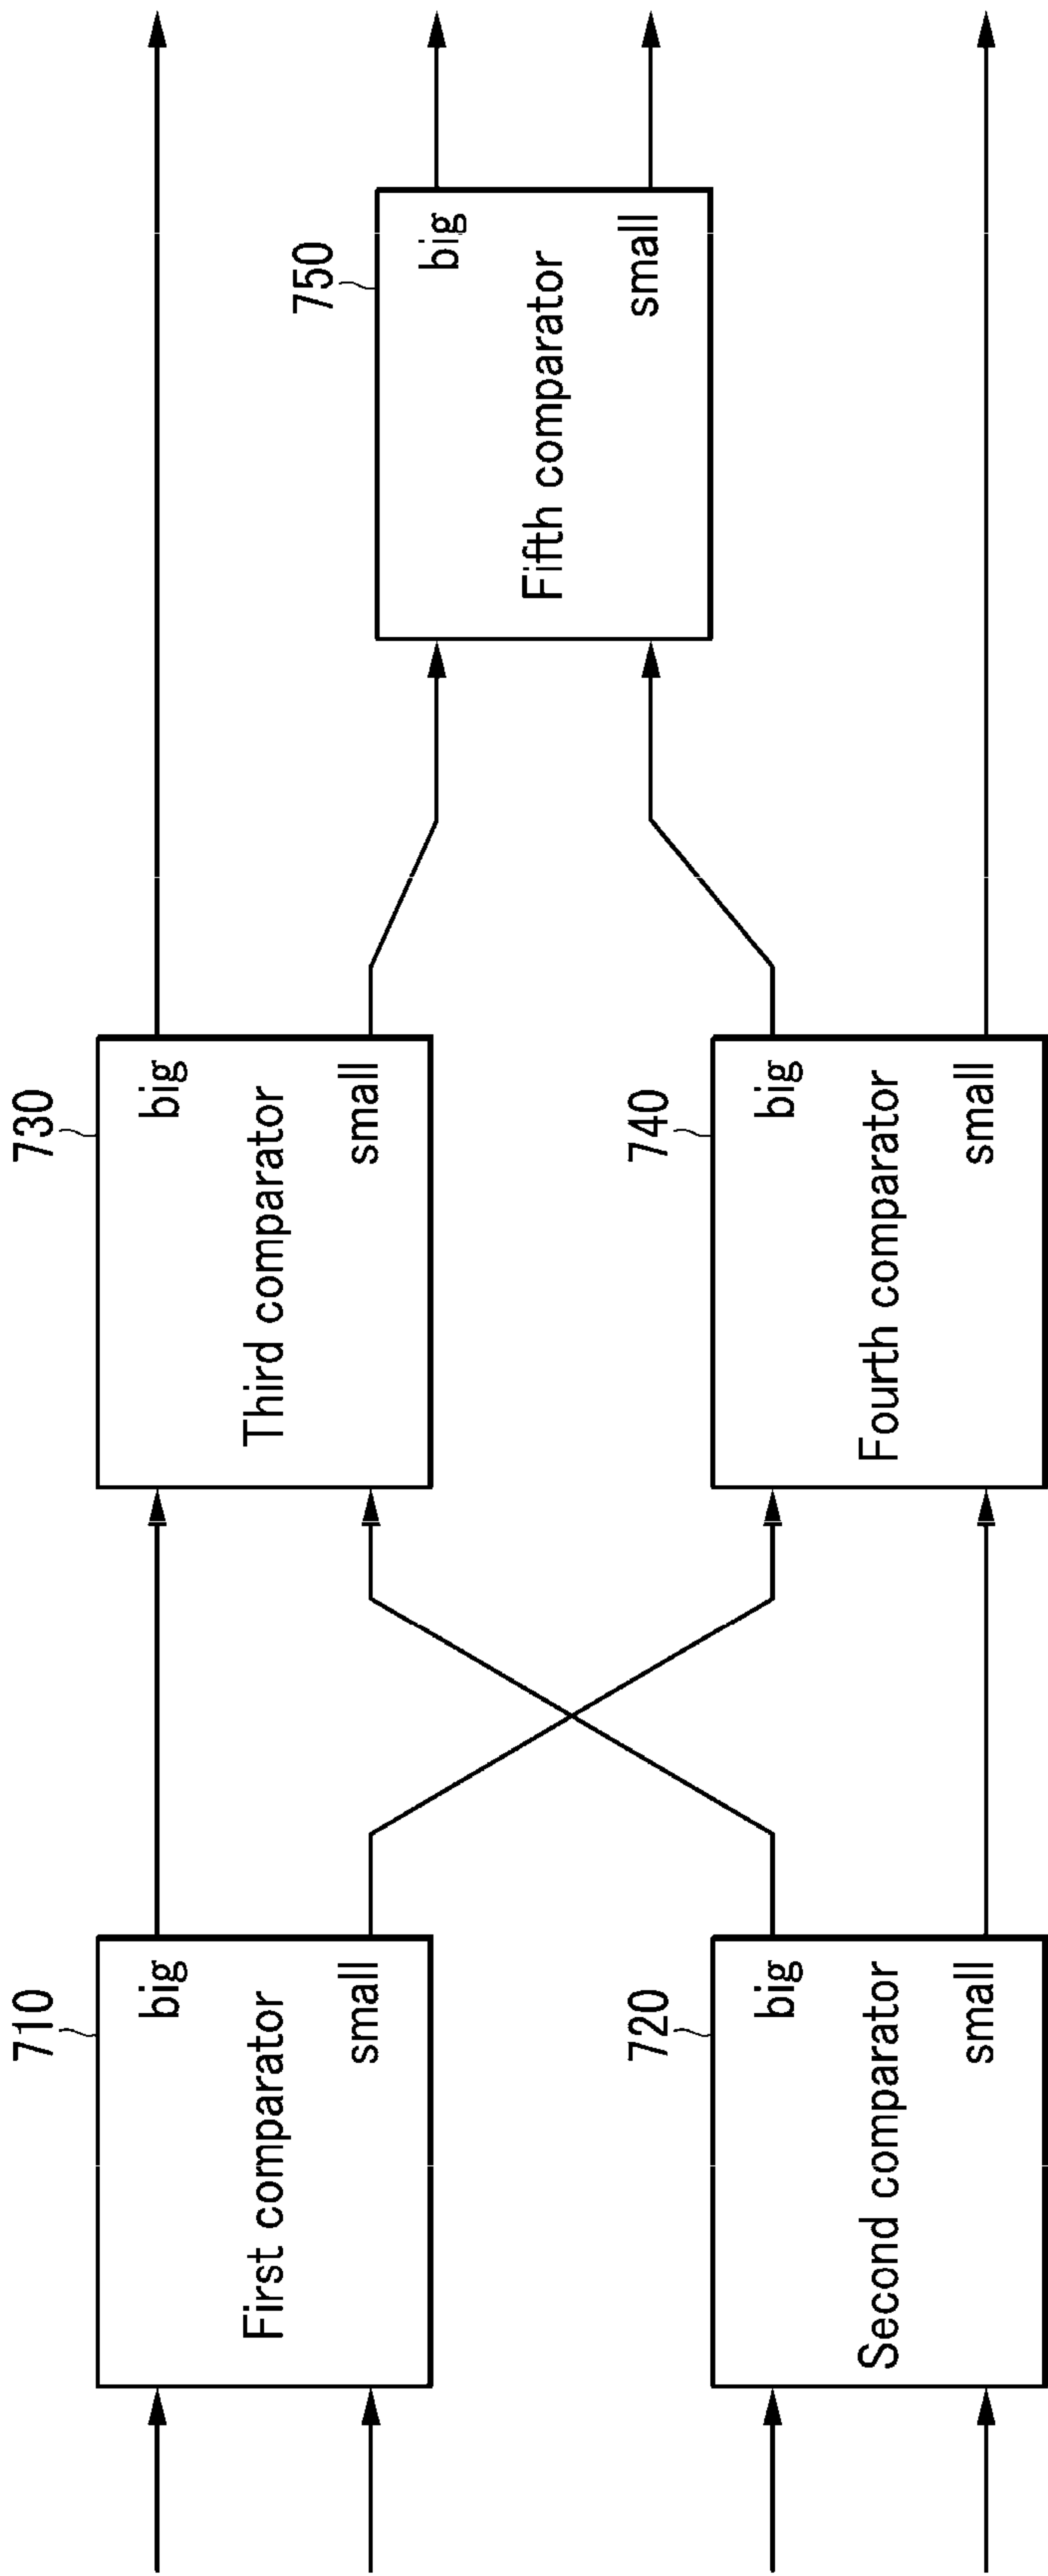 710
First comparator
big
small
720
Second comparator
big
small
730
Third comparator
big
small
740
Fourth comparator
big
small
750
Fifth comparator
big
small